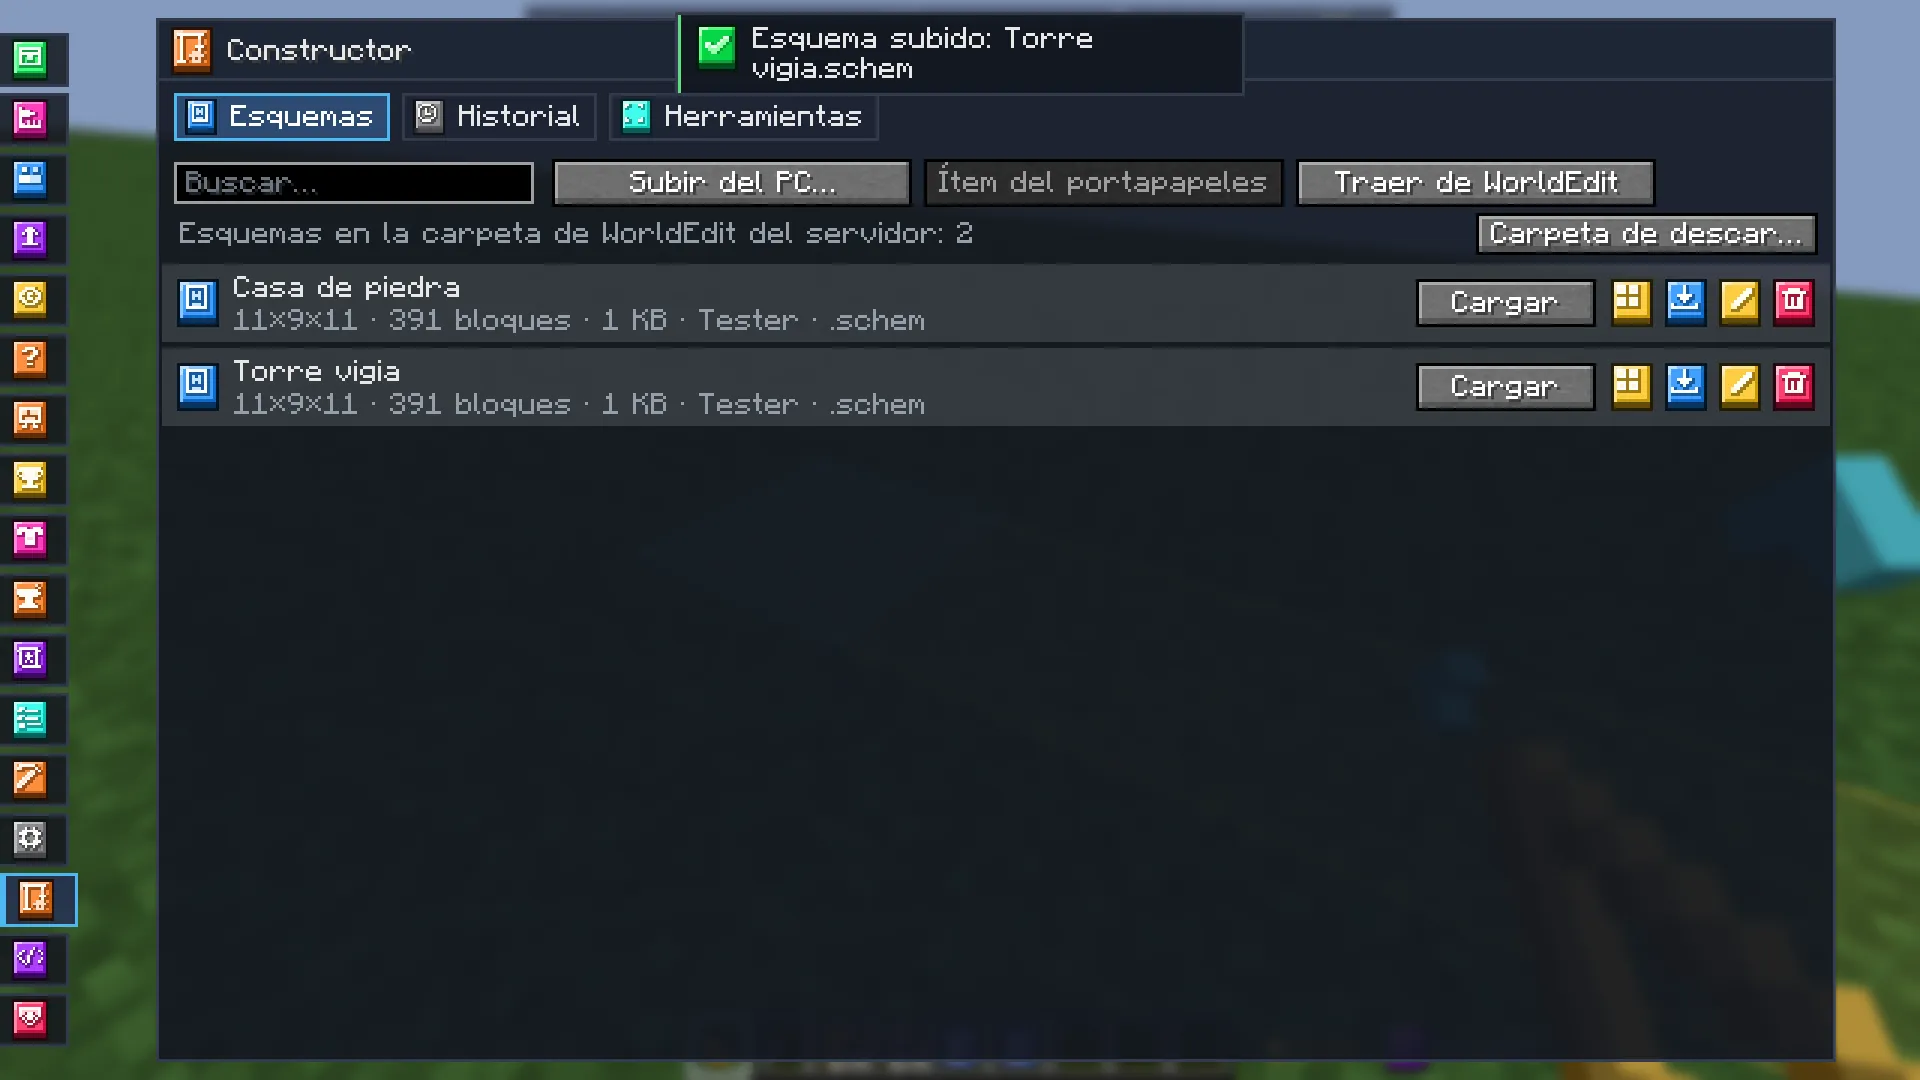 Constructor
Esquema subido: Torre
vigia.schem
Esquemas
Historial
Herramientas
Buscar...
Subir del PC...
Ítem del portapapeles
Traer de WorldEdit
Esquemas en la carpeta de WorldEdit del servidor: 2
Carpeta de descar...
Casa de piedra
11×9×11 · 391 bloques · 1 KB · Tester · .schem
Cargar
Torre vigia
11×9×11 · 391 bloques · 1 KB · Tester · .schem
Cargar